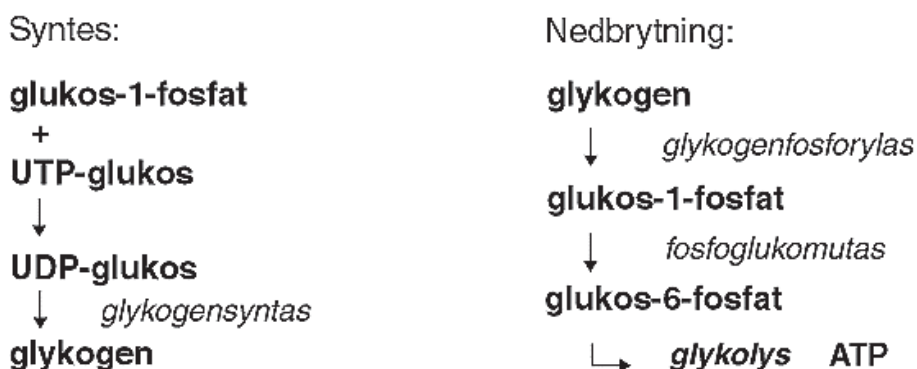 Syntes:
glukos-1-fosfat
+
UTP-glukos
UDP-glukos
glykogensyntas
glykogen
Nedbrytning:
glykogen
glykogenfosforylas
glukos-1-fosfat
fosfoglukomutas
glukos-6-fosfat
glykolys ATP